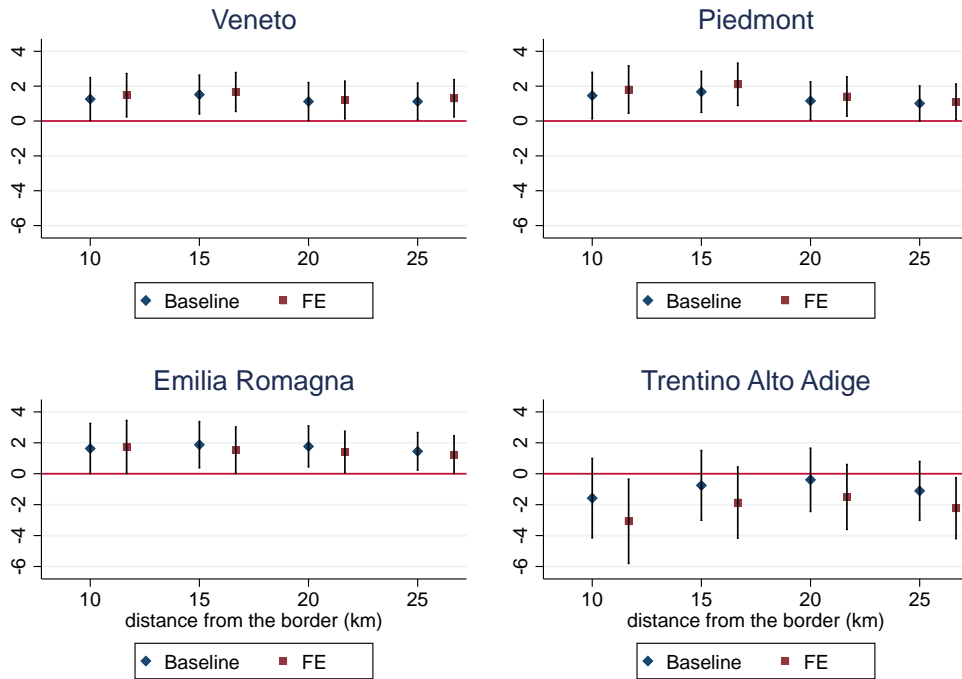 Veneto
4
2
0
-2
-4
-6
10 15 20 25
Baseline FE
Piedmont
4
2
0
-2
-4
-6
10 15 20 25
Baseline FE
Emilia Romagna
4
2
0
-2
-4
-6
10 15 20 25
distance from the border (km)
Baseline FE
Trentino Alto Adige
4
2
0
-2
-4
-6
10 15 20 25
distance from the border (km)
Baseline FE